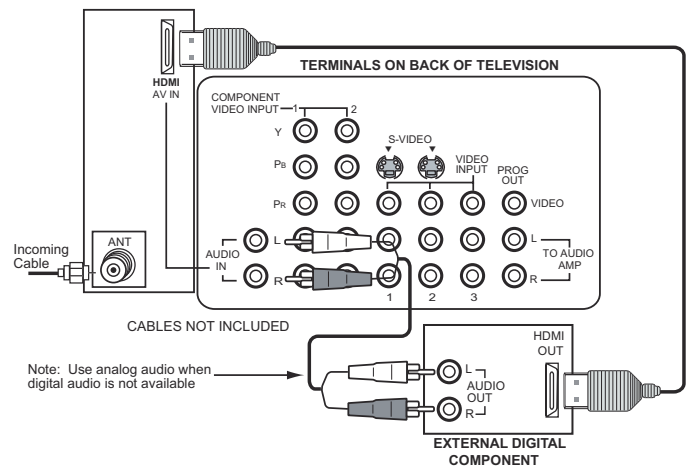 TERMINALS ON BACK OF TELEVISION
HDMI
AV IN
COMPONENT
VIDEO INPUT
1
2
Y
PB
PR
S-VIDEO
VIDEO
INPUT
PROG
OUT
VIDEO
ANT
Incoming
Cable
AUDIO
IN
L
R
L
R
TO AUDIO
AMP
1
2
3
CABLES NOT INCLUDED
Note: Use analog audio when
digital audio is not available
HDMI
OUT
L
R
AUDIO
OUT
EXTERNAL DIGITAL
COMPONENT